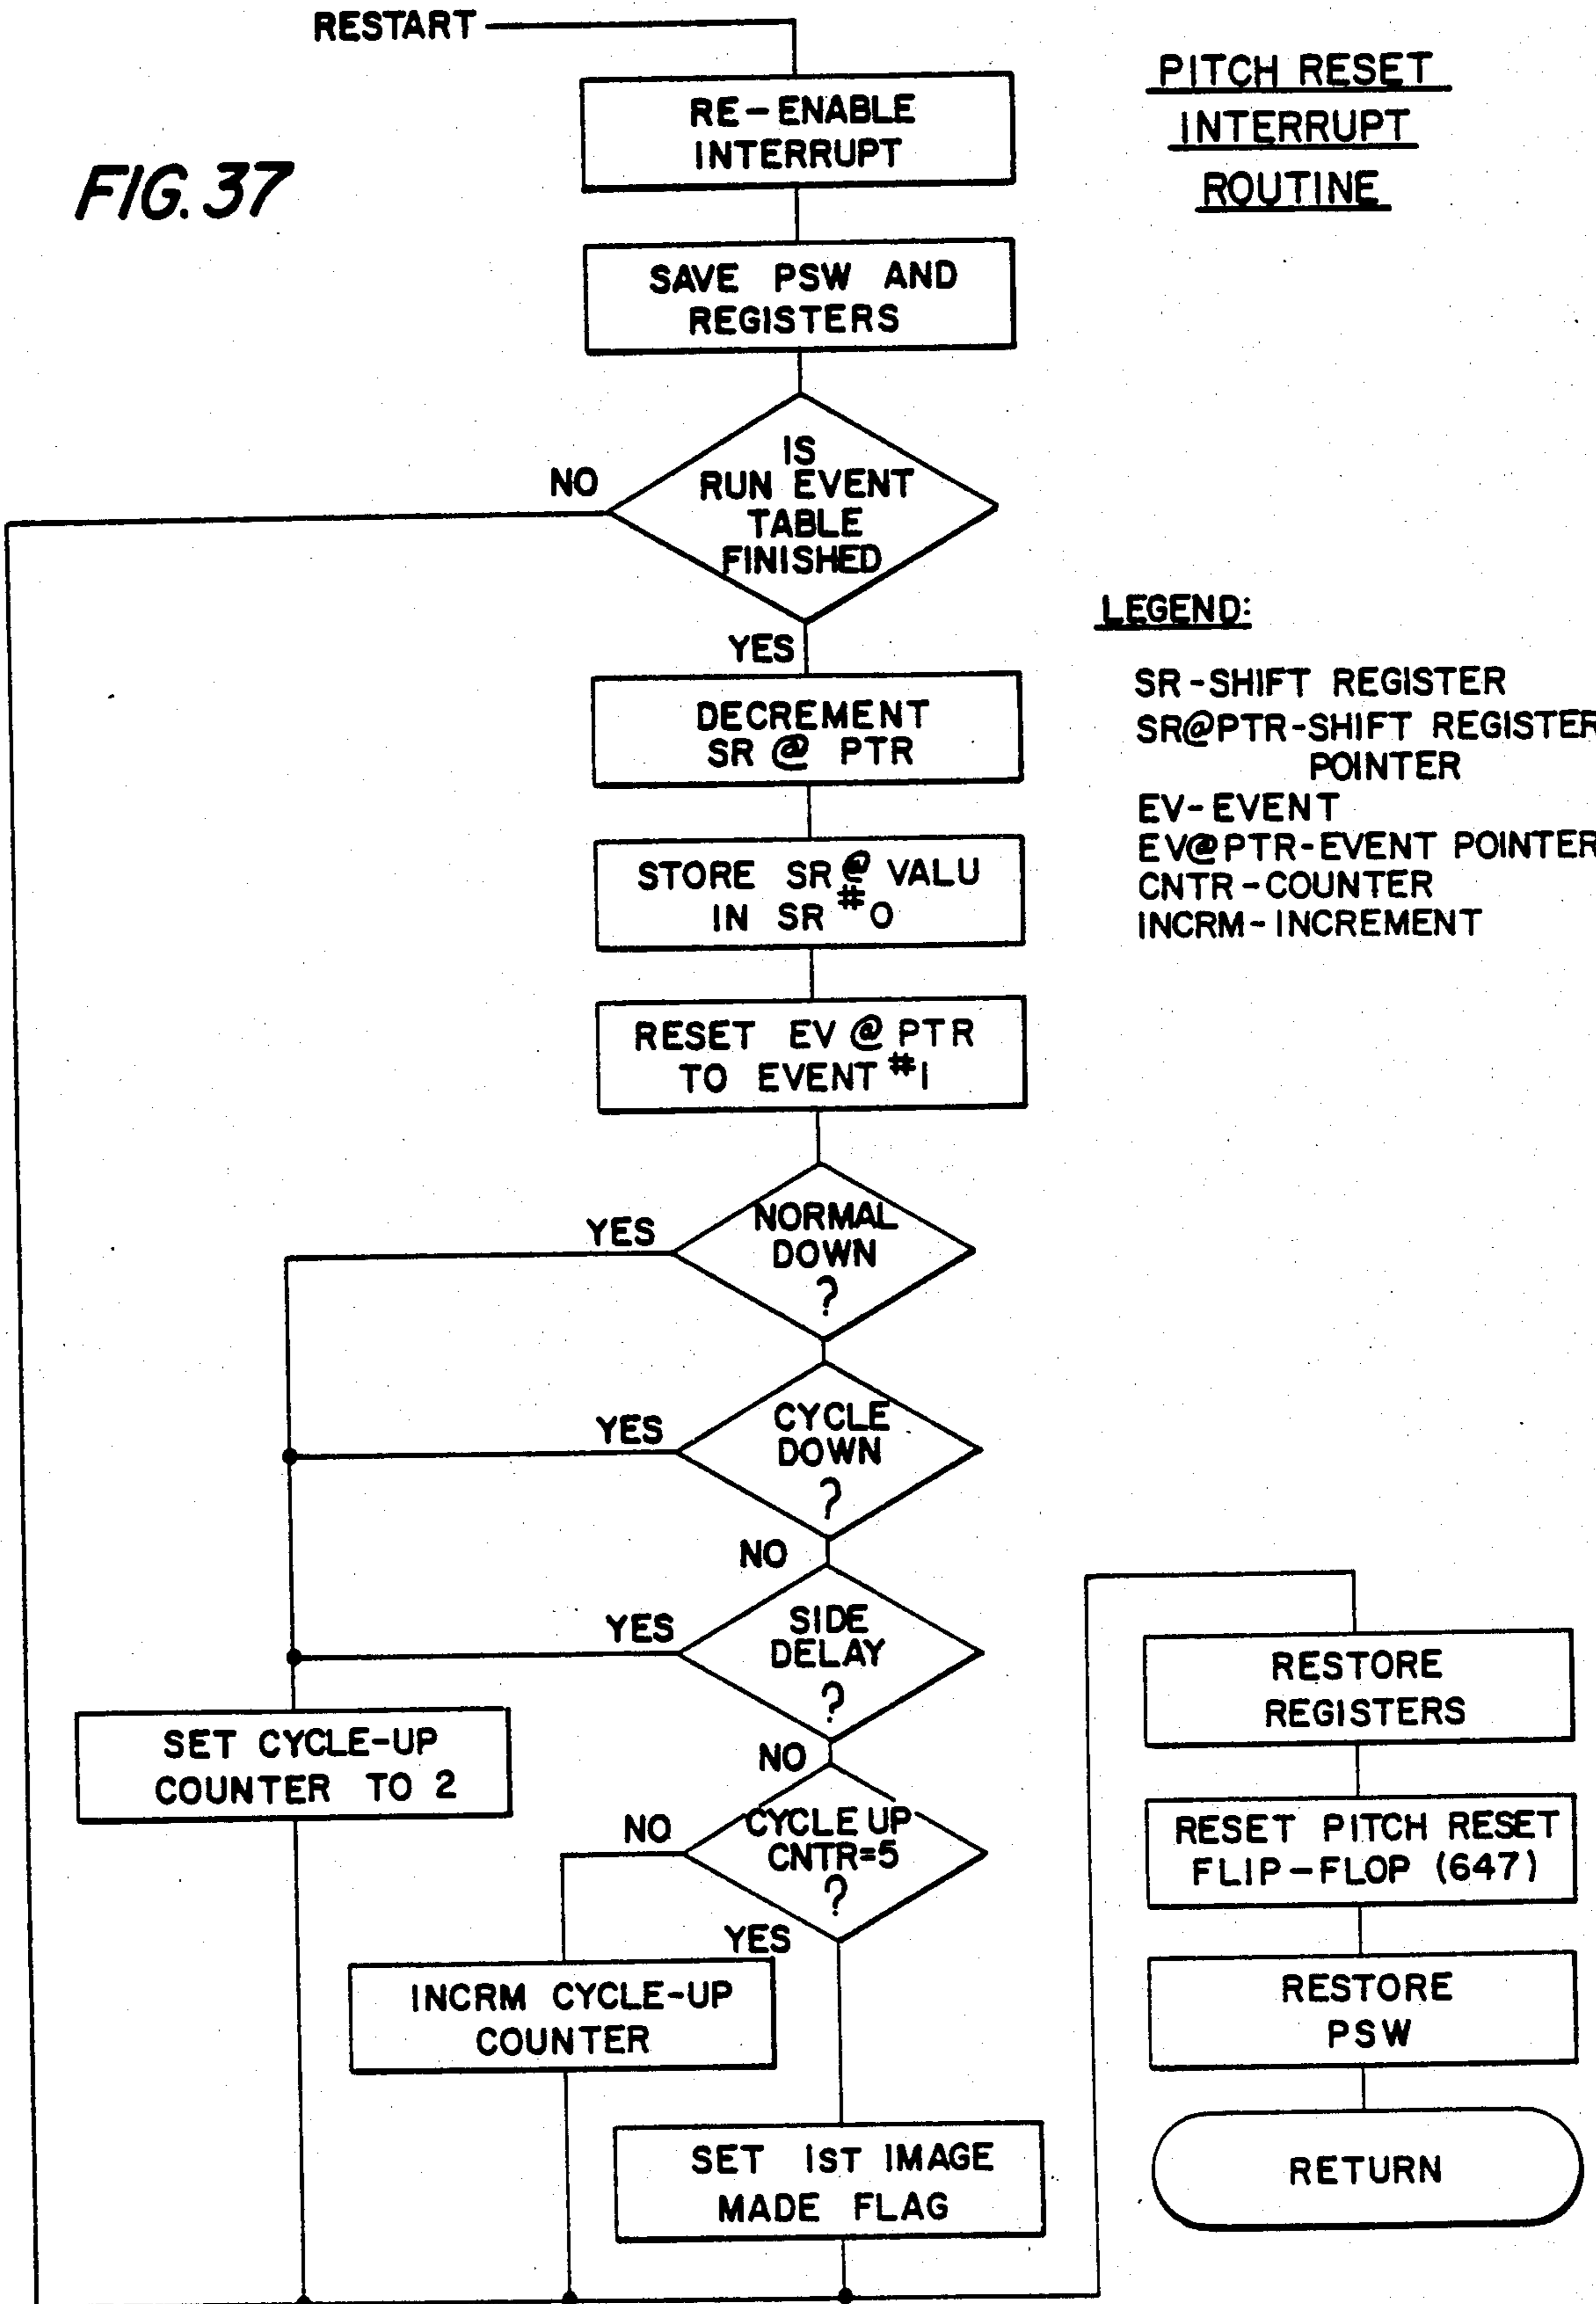 RESTART
PITCH RESET
INTERRUPT
ROUTINE
FIG. 37
RE-ENABLE
INTERRUPT
SAVE PSW AND
REGISTERS
IS
RUN EVENT
TABLE
FINISHED
NO
YES
LEGEND:
SR-SHIFT REGISTER
SR@PTR-SHIFT REGISTER
POINTER
EV-EVENT
EV@PTR-EVENT POINTER
CNTR-COUNTER
INCRM-INCREMENT
DECREMENT
SR @ PTR
STORE SR@ VALU
IN SR #0
RESET EV @ PTR
TO EVENT #1
NORMAL
DOWN
?
YES
CYCLE
DOWN
?
YES
NO
SIDE
DELAY
?
YES
NO
SET CYCLE-UP
COUNTER TO 2
CYCLE UP
CNTR=5
?
NO
YES
INCRM CYCLE-UP
COUNTER
SET 1ST IMAGE
MADE FLAG
RESTORE
REGISTERS
RESET PITCH RESET
FLIP-FLOP (647)
RESTORE
PSW
RETURN